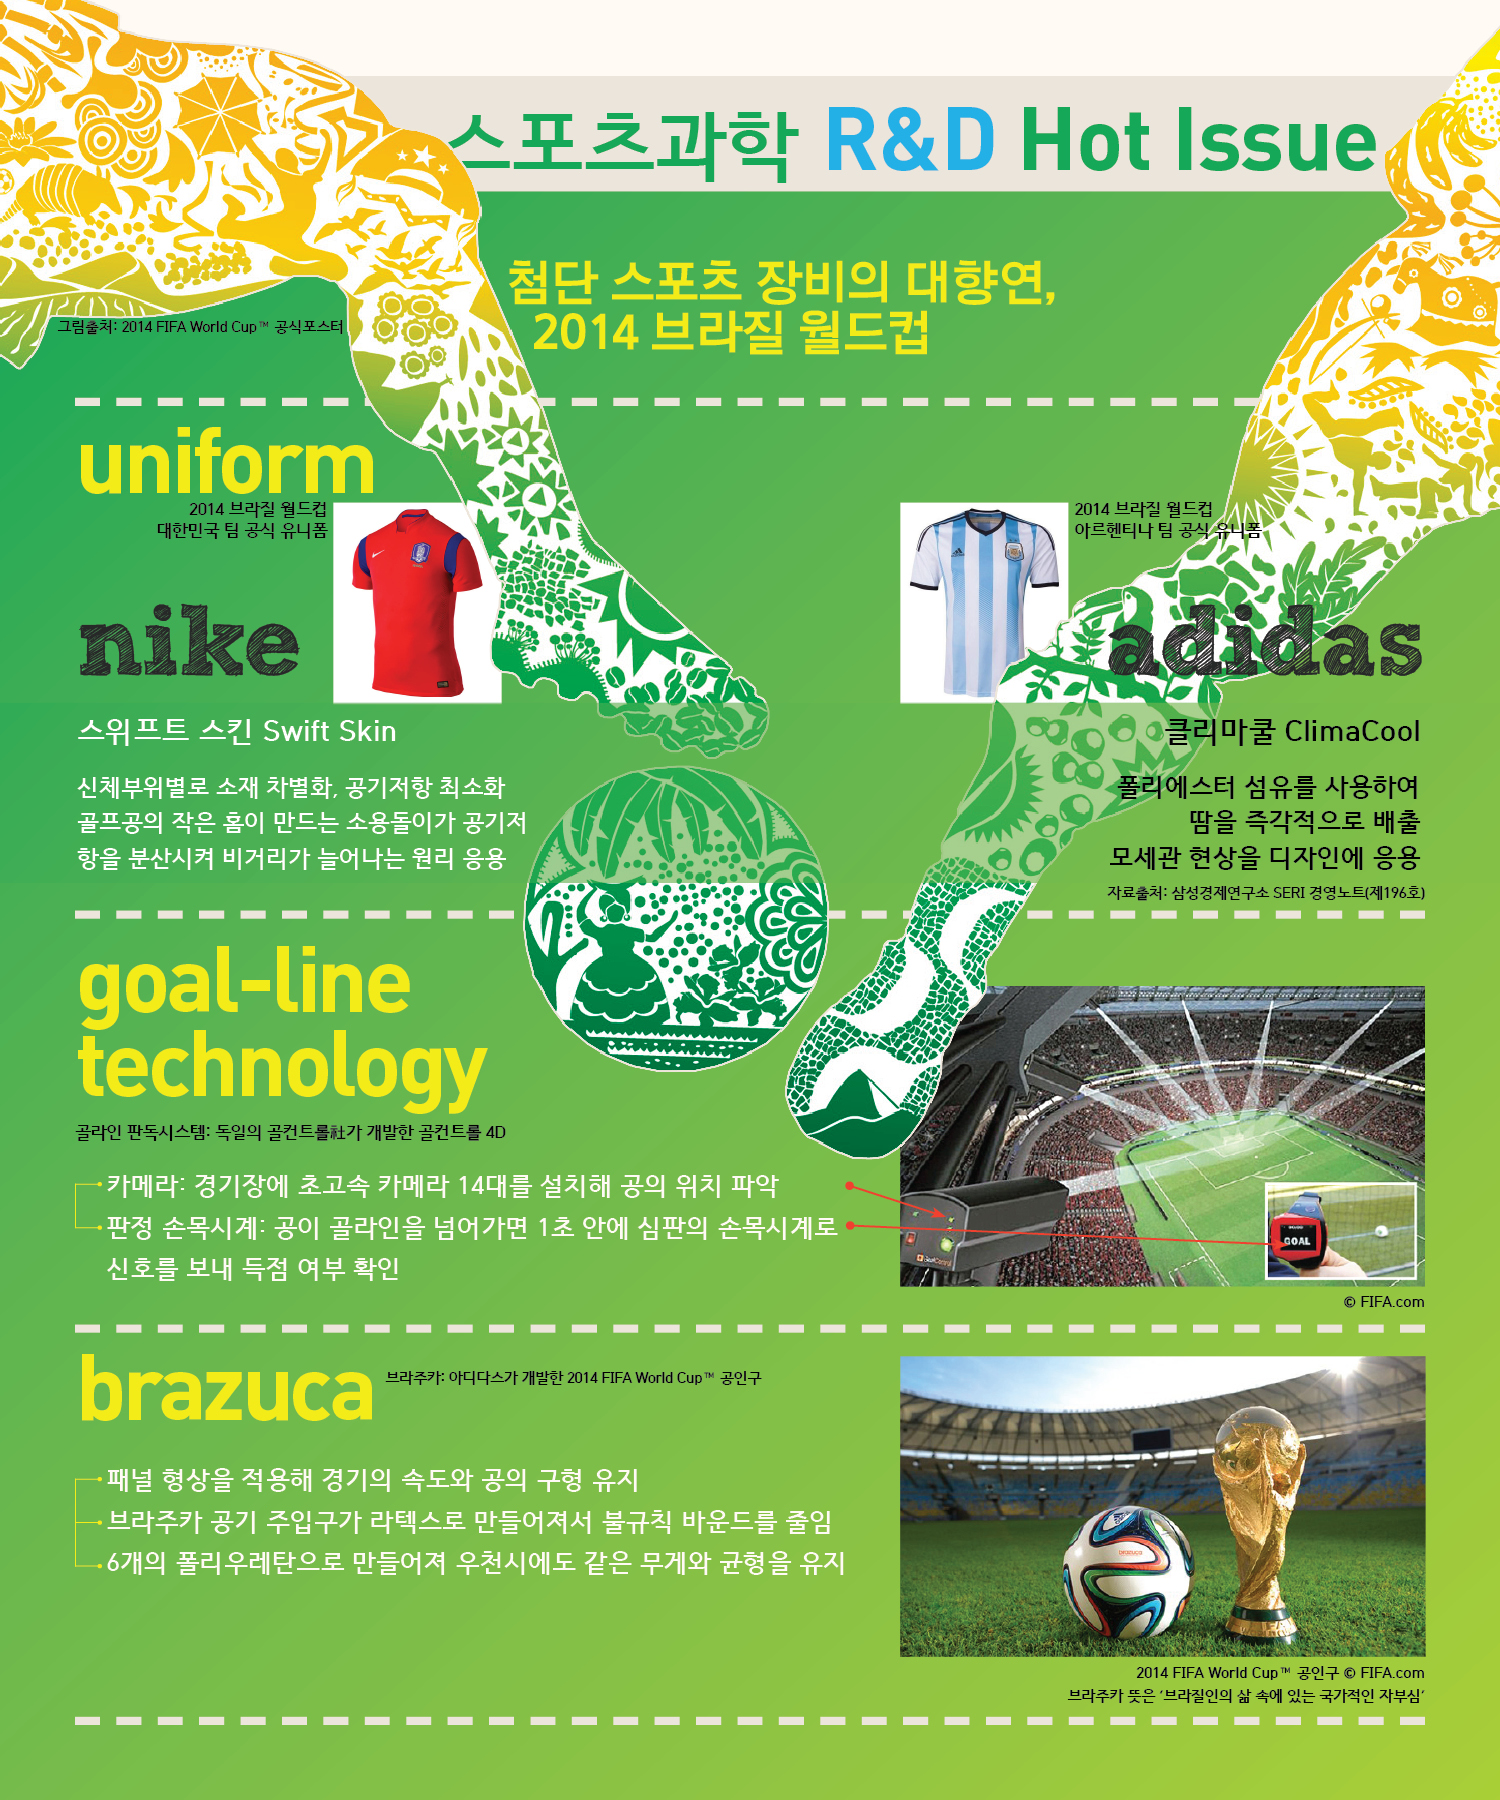 스포츠과학 R&D Hot Issue
첨단 스포츠 장비의 대향연,
2014 브라질 월드컵
그림출처: 2014 FIFA World Cup™ 공식포스터
uniform
2014 브라질 월드컵
대한민국 팀 공식 유니폼
nike
스위프트 스킨 Swift Skin
신체부위별로 소재 차별화, 공기저항 최소화
골프공의 작은 홈이 만드는 소용돌이가 공기저
항을 분산시켜 비거리가 늘어나는 원리 응용
2014 브라질 월드컵
아르헨티나 팀 공식 유니폼
adidas
클리마쿨 ClimaCool
폴리에스터 섬유를 사용하여
땀을 즉각적으로 배출
모세관 현상을 디자인에 응용
자료출처: 삼성경제연구소 SERI 경영노트(제196호)
goal-line
technology
골라인 판독시스템: 독일의 골컨트롤社가 개발한 골컨트롤 4D
카메라: 경기장에 초고속 카메라 14대를 설치해 공의 위치 파악
판정 손목시계: 공이 골라인을 넘어가면 1초 안에 심판의 손목시계로
신호를 보내 득점 여부 확인
GOAL
© FIFA.com
brazuca
브라주카: 아디다스가 개발한 2014 FIFA World Cup™ 공인구
패널 형상을 적용해 경기의 속도와 공의 구형 유지
브라주카 공기 주입구가 라텍스로 만들어져서 불규칙 바운드를 줄임
6개의 폴리우레탄으로 만들어져 우천시에도 같은 무게와 균형을 유지
brazuca
2014 FIFA World Cup™ 공인구 © FIFA.com
브라주카 뜻은 '브라질인의 삶 속에 있는 국가적인 자부심'